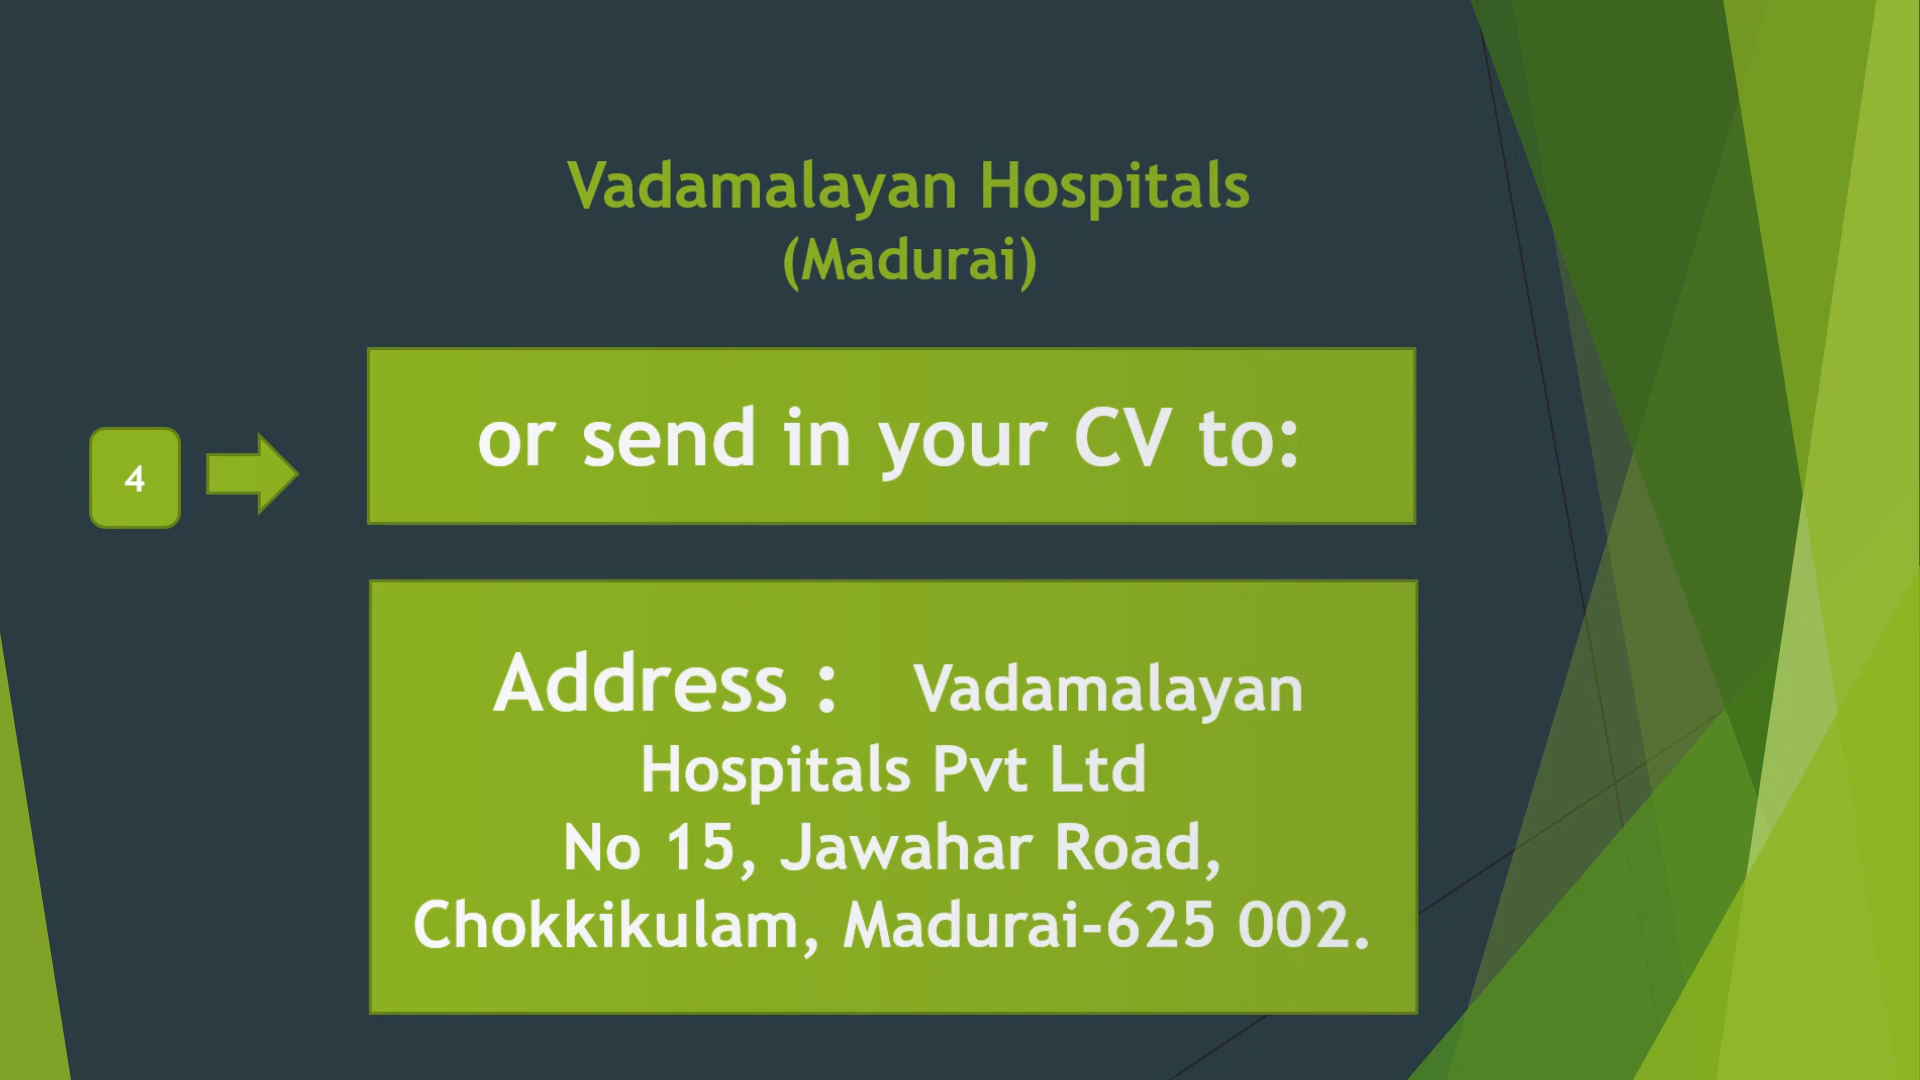 Vadamalayan Hospitals
(Madurai)
or send in your CV to:
4
Address : Vadamalayan
Hospitals Pvt Ltd
No 15, Jawahar Road,
Chokkikulam, Madurai-625 002.